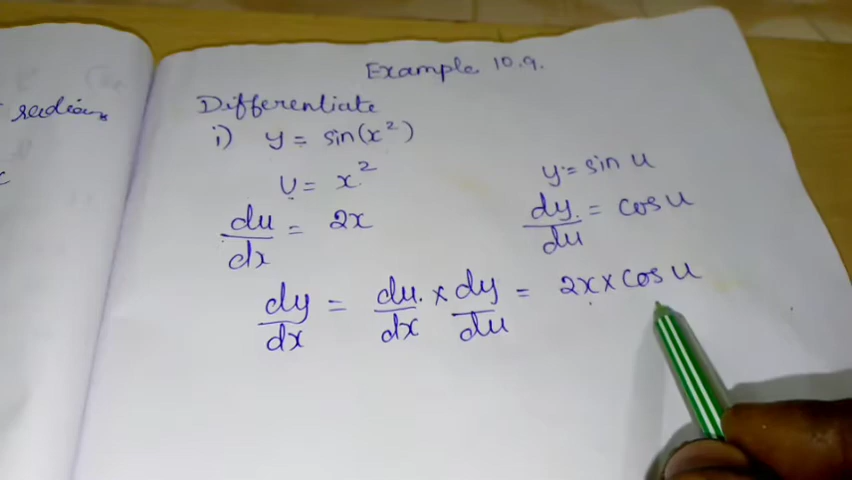 radian
Example 10.9.
Differentiate
i) y = sin(x²)
U = x²
y = sin u
du/dx = 2x
dy/du = cos u
dy/dx = du/dx × dy/du = 2x × cos u